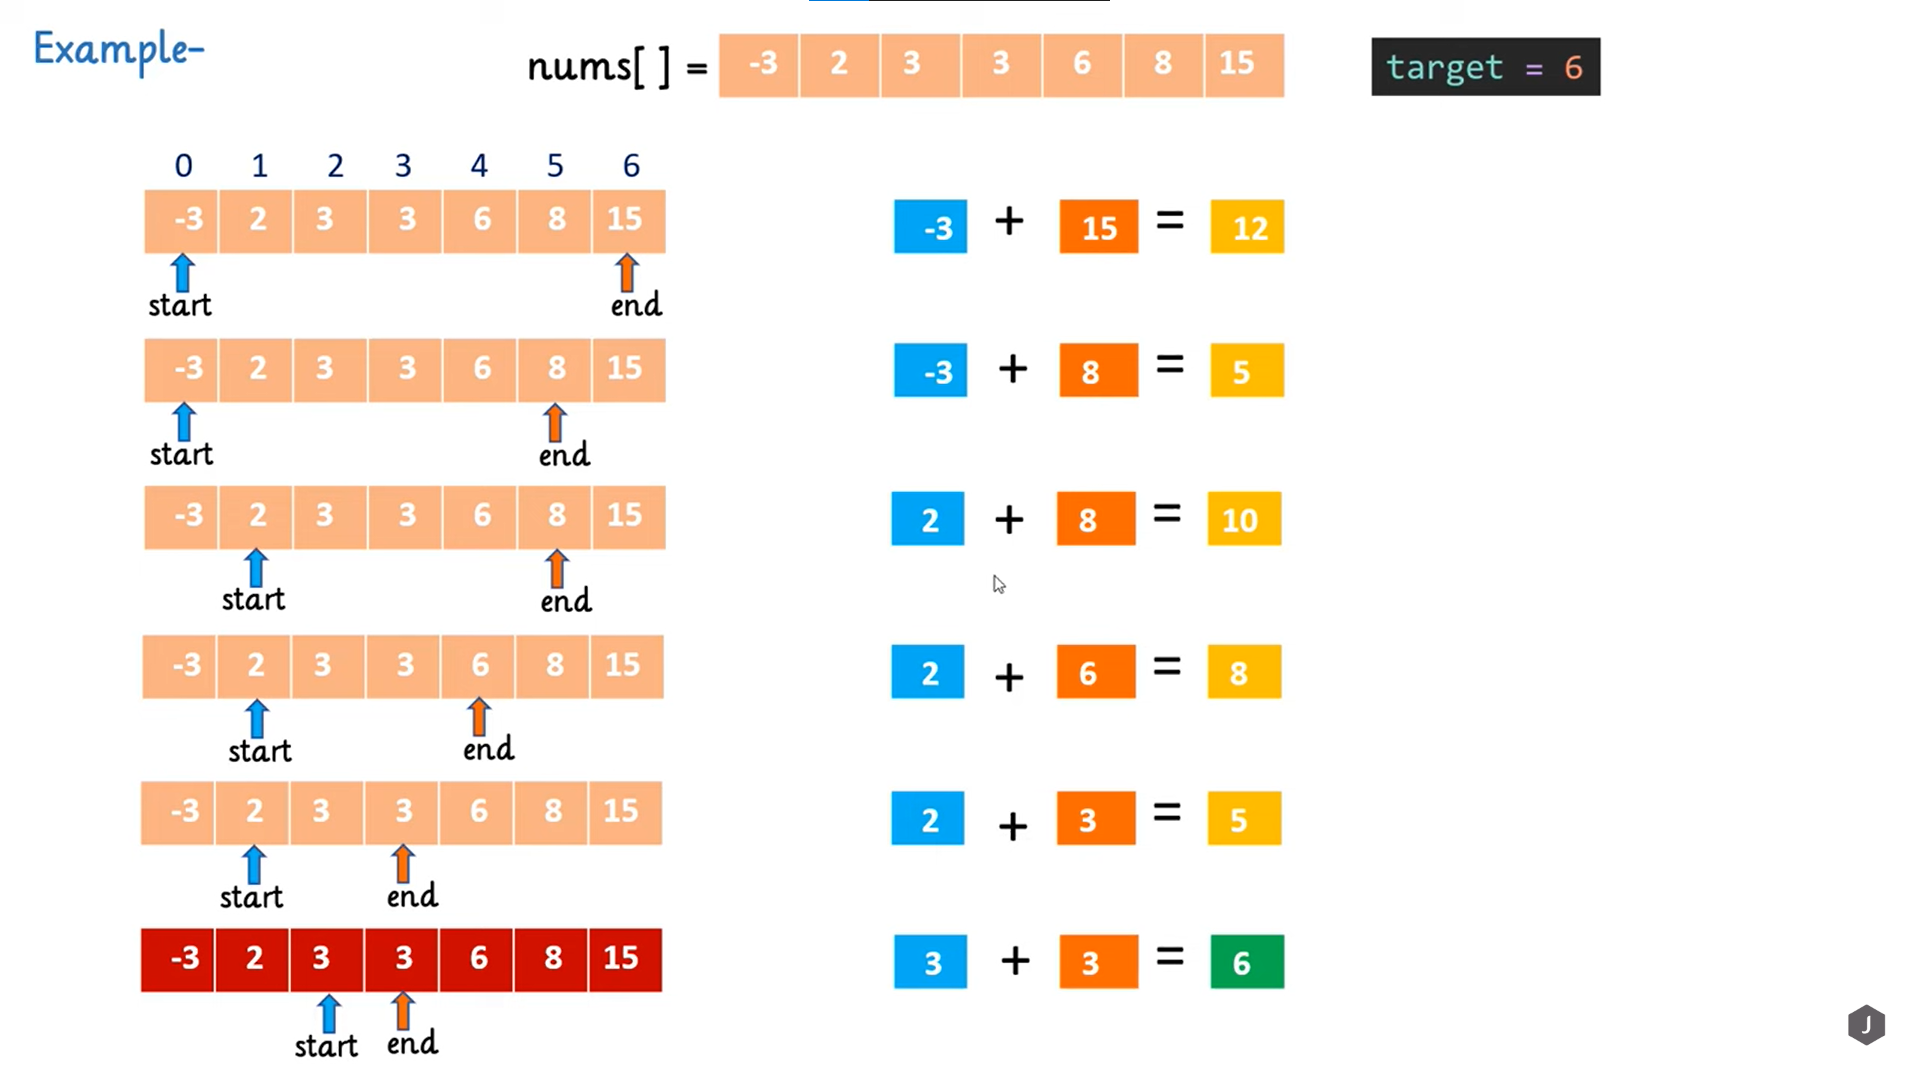 Example-
nums[ ] = -3 2 3 3 6 8 15
target = 6
0 1 2 3 4 5 6
-3 2 3 3 6 8 15
start end
-3 + 15 = 12
-3 2 3 3 6 8 15
start end
-3 + 8 = 5
-3 2 3 3 6 8 15
start end
2 + 8 = 10
-3 2 3 3 6 8 15
start end
2 + 6 = 8
-3 2 3 3 6 8 15
start end
2 + 3 = 5
-3 2 3 3 6 8 15
start end
3 + 3 = 6
J